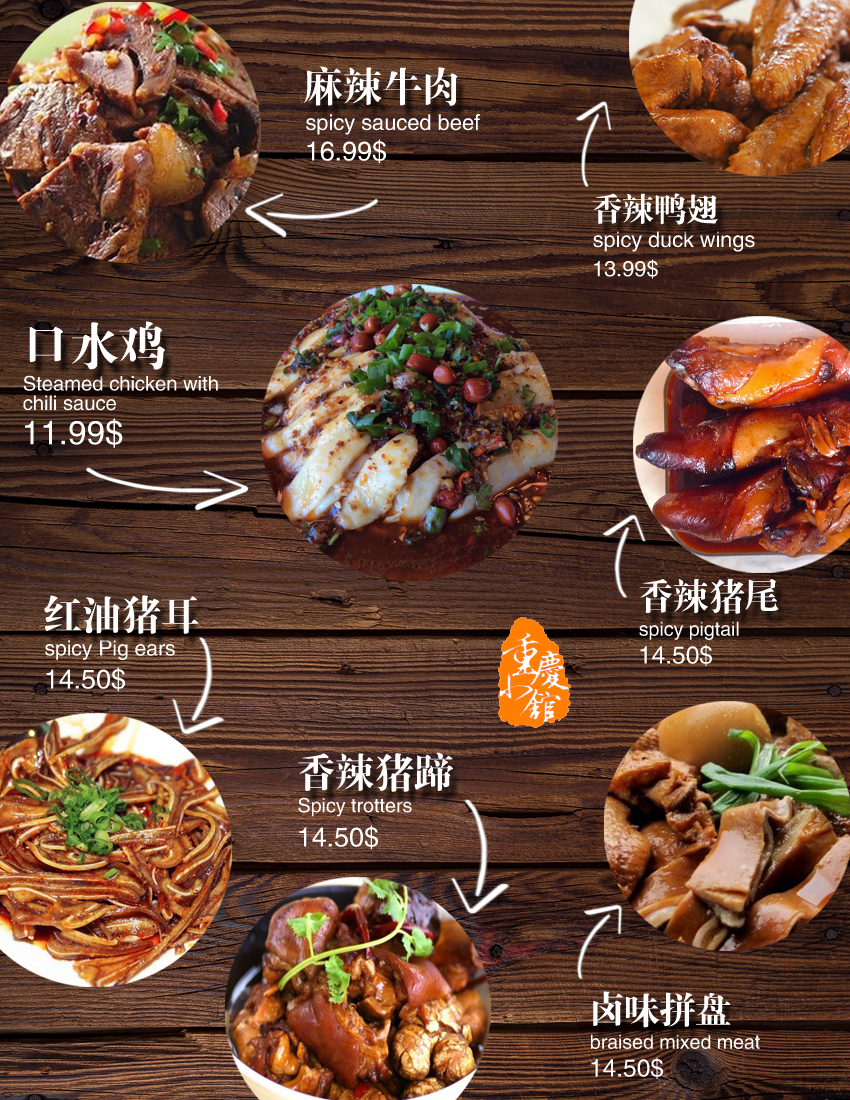 麻辣牛肉
spicy sauced beef
16.99$
香辣鸭翅
spicy duck wings
13.99$
口水鸡
Steamed chicken with
chili sauce
11.99$
香辣猪尾
spicy pigtail
14.50$
红油猪耳
spicy Pig ears
14.50$
重慶
小館
香辣猪蹄
Spicy trotters
14.50$
卤味拼盘
braised mixed meat
14.50$